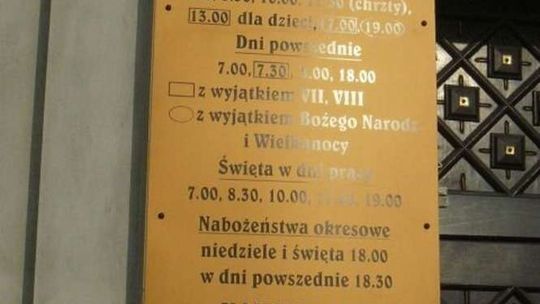 (chrzty),
13.00 dla dzieci, 17.00, (19.00)
Dni powszednie
7.00, 7.30, 18.00
z wyjątkiem VII, VIII
z wyjątkiem Bożego Narodz.
i Wielkanocy
Święta w dni pracy
7.00, 8.30, 10.00, 19.00
Nabożeństwa okresowe
niedziele i święta 18.00
w dni powszednie 18.30